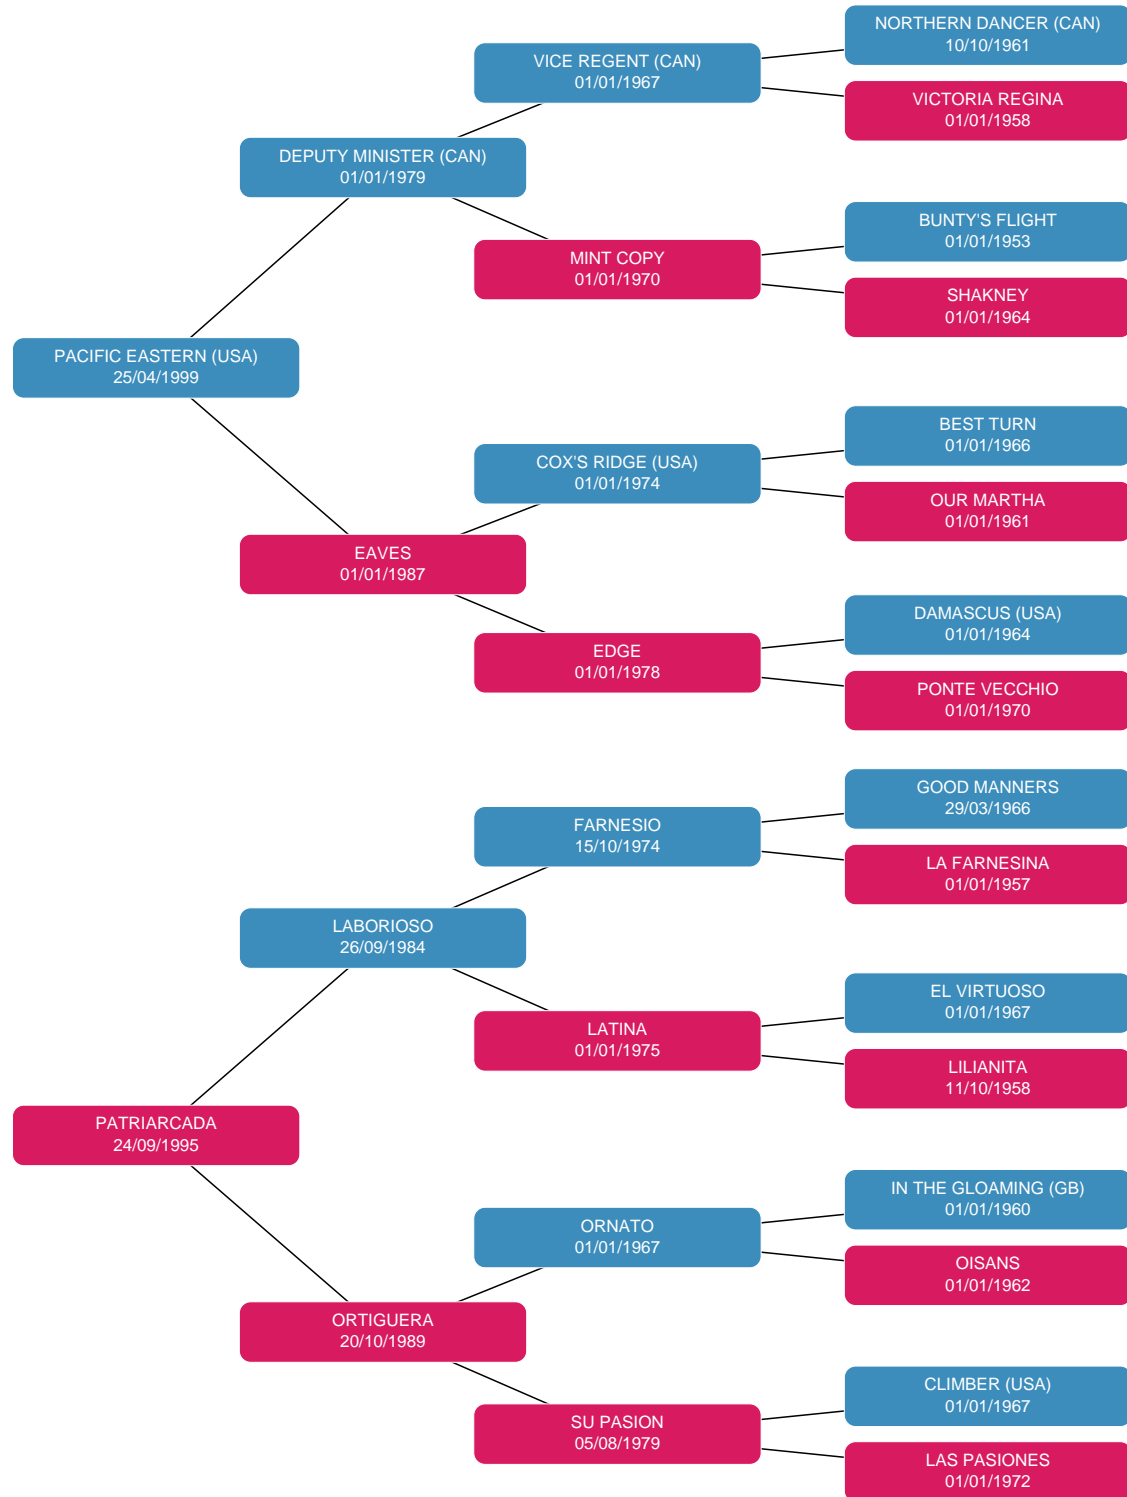 NORTHERN DANCER (CAN)
10/10/1961
VICE REGENT (CAN)
01/01/1967
VICTORIA REGINA
01/01/1958
DEPUTY MINISTER (CAN)
01/01/1979
BUNTY'S FLIGHT
01/01/1953
MINT COPY
01/01/1970
SHAKNEY
01/01/1964
PACIFIC EASTERN (USA)
25/04/1999
BEST TURN
01/01/1966
COX'S RIDGE (USA)
01/01/1974
OUR MARTHA
01/01/1961
EAVES
01/01/1987
DAMASCUS (USA)
01/01/1964
EDGE
01/01/1978
PONTE VECCHIO
01/01/1970
GOOD MANNERS
29/03/1966
FARNESIO
15/10/1974
LA FARNESINA
01/01/1957
LABORIOSO
26/09/1984
EL VIRTUOSO
01/01/1967
LATINA
01/01/1975
LILIANITA
11/10/1958
PATRIARCADA
24/09/1995
IN THE GLOAMING (GB)
01/01/1960
ORNATO
01/01/1967
OISANS
01/01/1962
ORTIGUERA
20/10/1989
CLIMBER (USA)
01/01/1967
SU PASION
05/08/1979
LAS PASIONES
01/01/1972